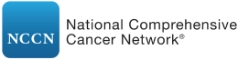 NCCN
National Comprehensive
Cancer Network®